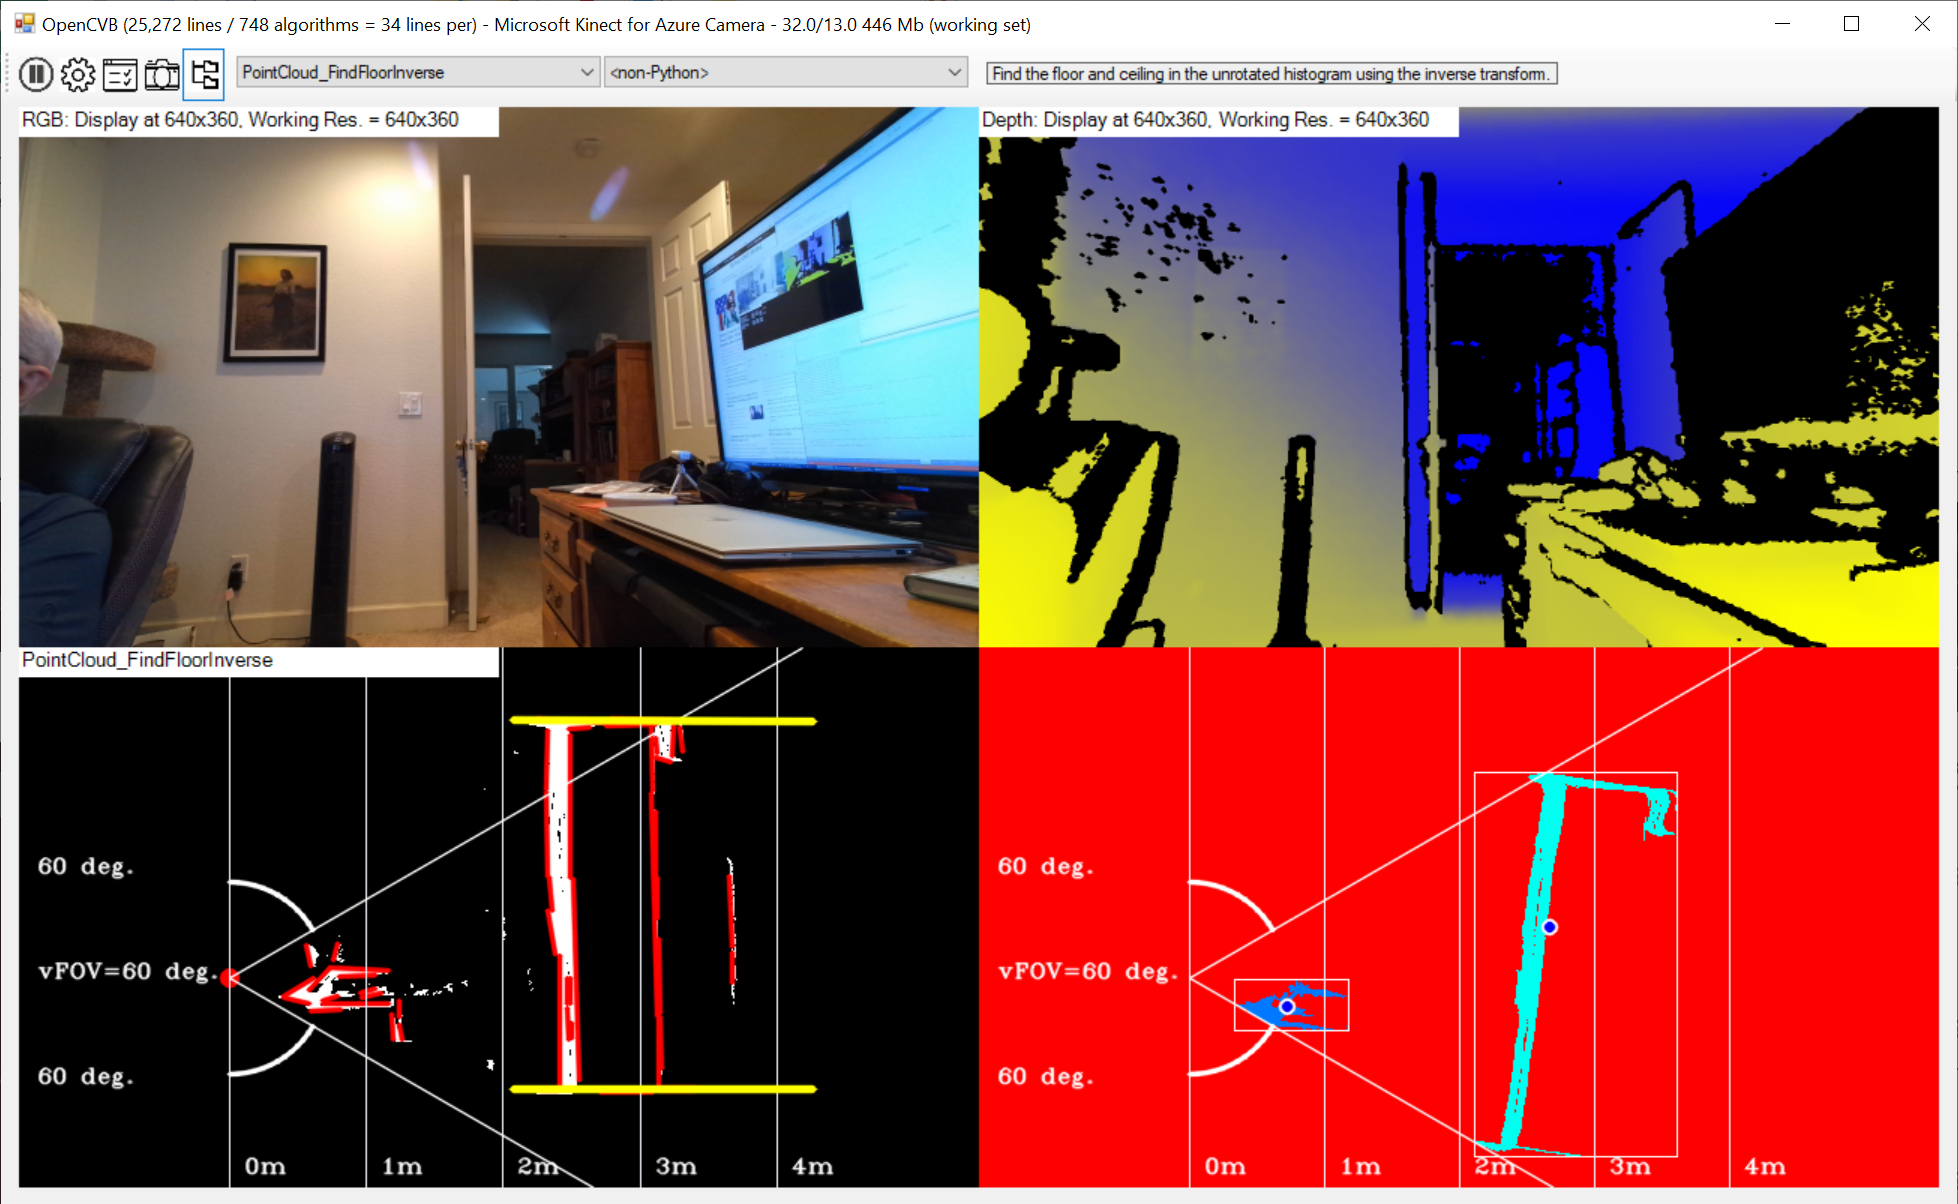 OpenCVB (25,272 lines / 748 algorithms = 34 lines per) - Microsoft Kinect for Azure Camera - 32.0/13.0 446 Mb (working set)
PointCloud_FindFloorInverse
<non-Python>
Find the floor and ceiling in the unrotated histogram using the inverse transform.
RGB: Display at 640x360, Working Res. = 640x360
Depth: Display at 640x360, Working Res. = 640x360
PointCloud_FindFloorInverse
60 deg.
vFOV=60 deg.
60 deg.
0m
1m
2m
3m
4m
60 deg.
vFOV=60 deg.
60 deg.
0m
1m
2m
3m
4m